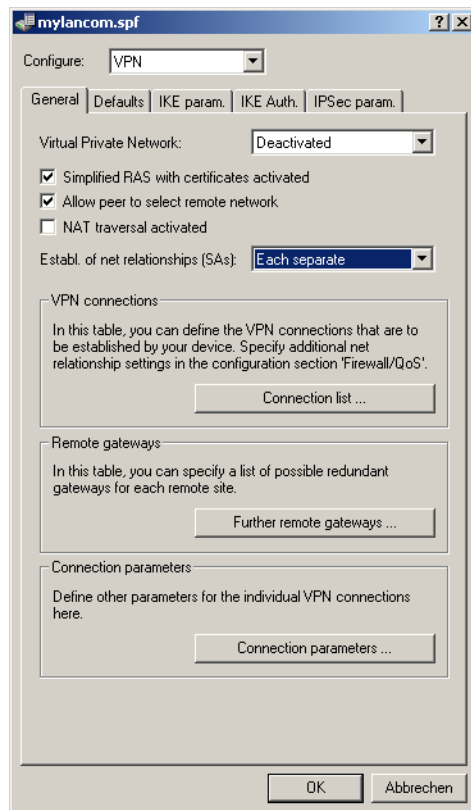 mylancom.spf
Configure: VPN
General Defaults IKE param. IKE Auth. IPSec param.
Virtual Private Network: Deactivated
Simplified RAS with certificates activated
Allow peer to select remote network
NAT traversal activated
Establ. of net relationships (SAs): Each separate
VPN connections
In this table, you can define the VPN connections that are to
be established by your device. Specify additional net
relationship settings in the configuration section 'Firewall/QoS'.
Connection list ...
Remote gateways
In this table, you can specify a list of possible redundant
gateways for each remote site.
Further remote gateways ...
Connection parameters
Define other parameters for the individual VPN connections
here.
Connection parameters ...
OK Abbrechen